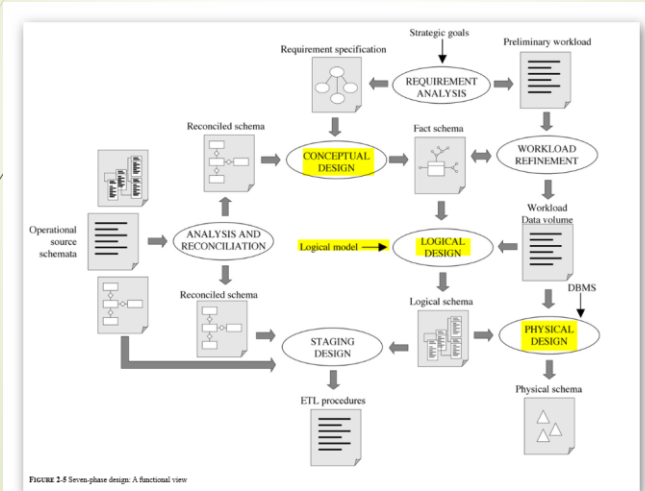 Strategic goals
Requirement specification
Preliminary workload
REQUIREMENT
ANALYSIS
Reconciled schema
Fact schema
CONCEPTUAL
DESIGN
WORKLOAD
REFINEMENT
Operational
source
schemata
ANALYSIS AND
RECONCILIATION
Workload
Data volume
Logical model
LOGICAL
DESIGN
DBMS
Reconciled schema
Logical schema
STAGING
DESIGN
PHYSICAL
DESIGN
ETL procedures
Physical schema
FIGURE 2-5 Seven-phase design: A functional view